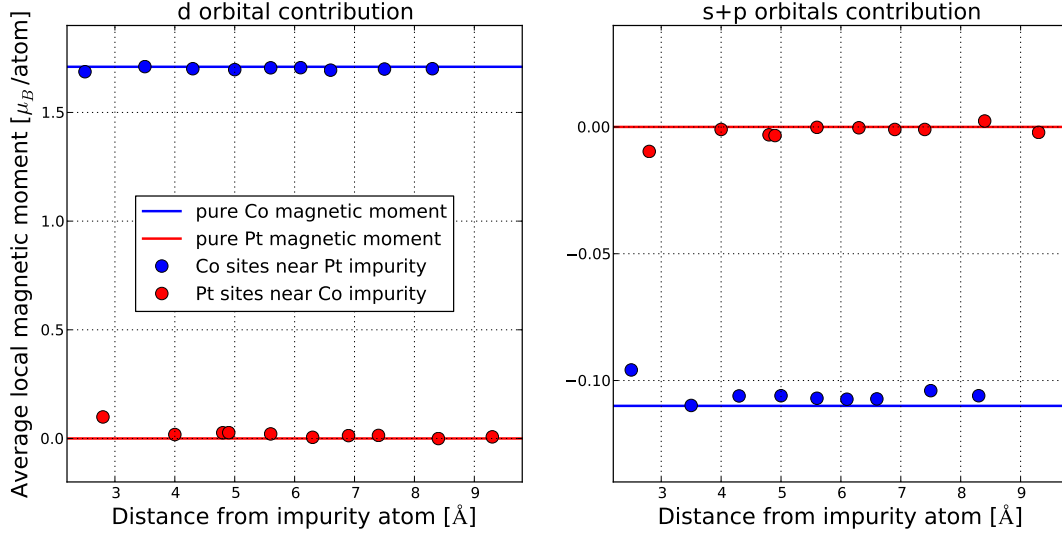 d orbital contribution
s+p orbitals contribution
Average local magnetic moment [μB/atom]
1.5
1.0
0.5
0.0
pure Co magnetic moment
pure Pt magnetic moment
Co sites near Pt impurity
Pt sites near Co impurity
3 4 5 6 7 8 9
Distance from impurity atom [Å]
0.00
−0.05
−0.10
3 4 5 6 7 8 9
Distance from impurity atom [Å]